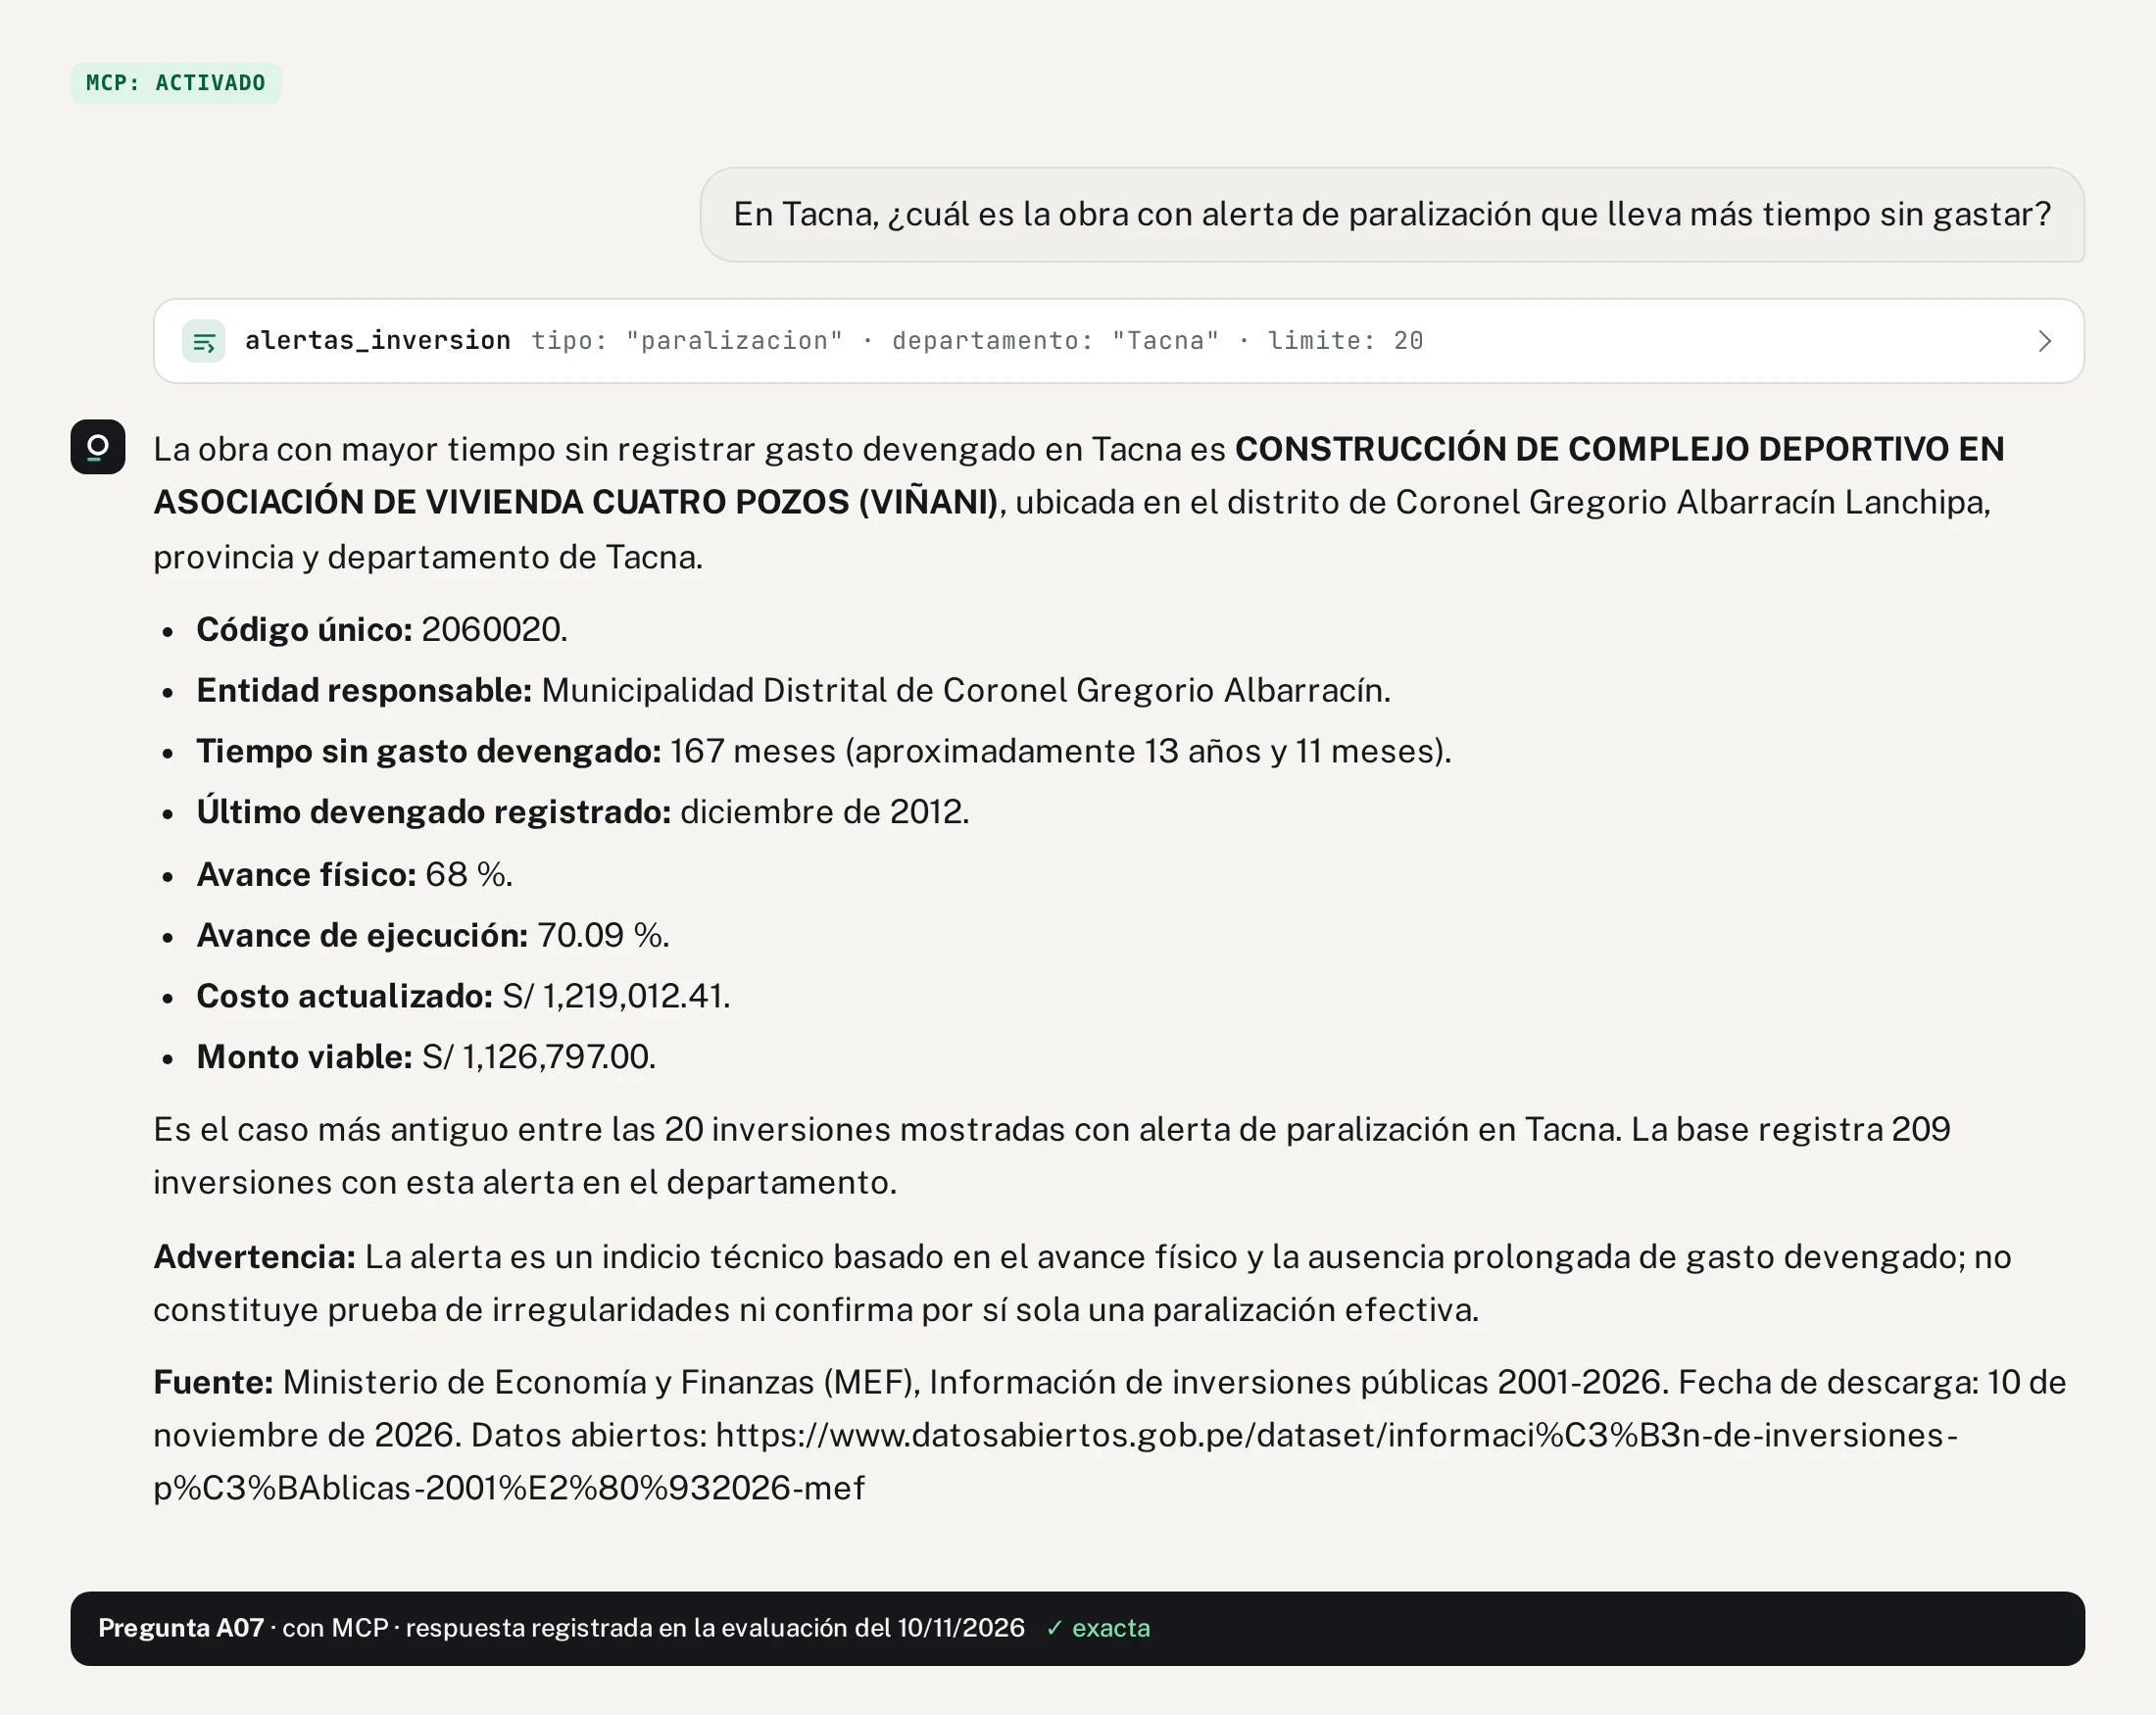 MCP: ACTIVADO
En Tacna, ¿cuál es la obra con alerta de paralización que lleva más tiempo sin gastar?
alertas_inversion tipo: "paralizacion" · departamento: "Tacna" · limite: 20
La obra con mayor tiempo sin registrar gasto devengado en Tacna es CONSTRUCCIÓN DE COMPLEJO DEPORTIVO EN
ASOCIACIÓN DE VIVIENDA CUATRO POZOS (VIÑANI), ubicada en el distrito de Coronel Gregorio Albarracín Lanchipa,
provincia y departamento de Tacna.
• Código único: 2060020.
• Entidad responsable: Municipalidad Distrital de Coronel Gregorio Albarracín.
• Tiempo sin gasto devengado: 167 meses (aproximadamente 13 años y 11 meses).
• Último devengado registrado: diciembre de 2012.
• Avance físico: 68 %.
• Avance de ejecución: 70.09 %.
• Costo actualizado: S/ 1,219,012.41.
• Monto viable: S/ 1,126,797.00.
Es el caso más antiguo entre las 20 inversiones mostradas con alerta de paralización en Tacna. La base registra 209
inversiones con esta alerta en el departamento.
Advertencia: La alerta es un indicio técnico basado en el avance físico y la ausencia prolongada de gasto devengado; no
constituye prueba de irregularidades ni confirma por sí sola una paralización efectiva.
Fuente: Ministerio de Economía y Finanzas (MEF), Información de inversiones públicas 2001-2026. Fecha de descarga: 10 de
noviembre de 2026. Datos abiertos: https://www.datosabiertos.gob.pe/dataset/informaci%C3%B3n-de-inversiones-
p%C3%BAblicas-2001%E2%80%932026-mef
Pregunta A07 · con MCP · respuesta registrada en la evaluación del 10/11/2026 ✓ exacta